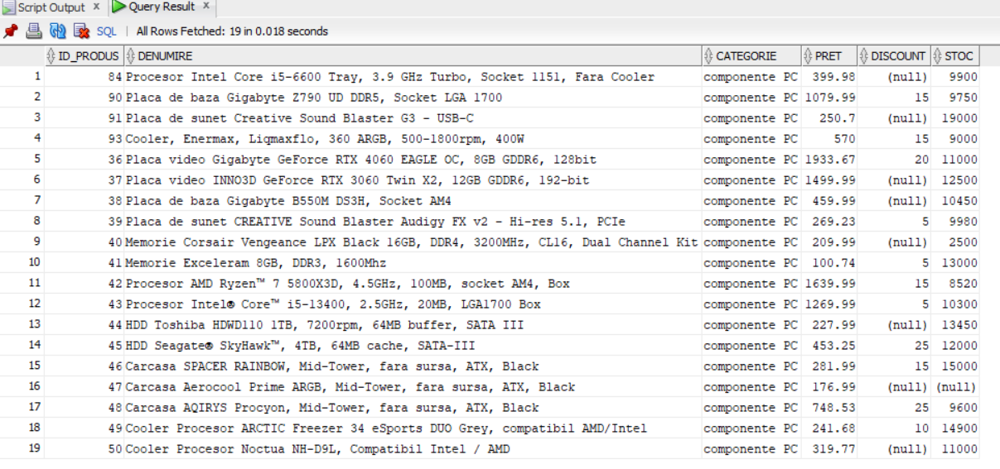 Script Output x Query Result x
SQL | All Rows Fetched: 19 in 0.018 seconds
ID_PRODUS DENUMIRE CATEGORIE PRET DISCOUNT STOC
1 84 Procesor Intel Core i5-6600 Tray, 3.9 GHz Turbo, Socket 1151, Fara Cooler componente PC 399.98 (null) 9900
2 90 Placa de baza Gigabyte Z790 UD DDR5, Socket LGA 1700 componente PC 1079.99 15 9750
3 91 Placa de sunet Creative Sound Blaster G3 - USB-C componente PC 250.7 (null) 19000
4 93 Cooler, Enermax, Liqmaxflo, 360 ARGB, 500-1800rpm, 400W componente PC 570 15 9000
5 36 Placa video Gigabyte GeForce RTX 4060 EAGLE OC, 8GB GDDR6, 128bit componente PC 1933.67 20 11000
6 37 Placa video INNO3D GeForce RTX 3060 Twin X2, 12GB GDDR6, 192-bit componente PC 1499.99 (null) 12500
7 38 Placa de baza Gigabyte B550M DS3H, Socket AM4 componente PC 459.99 (null) 10450
8 39 Placa de sunet CREATIVE Sound Blaster Audigy FX v2 - Hi-res 5.1, PCIe componente PC 269.23 5 9980
9 40 Memorie Corsair Vengeance LPX Black 16GB, DDR4, 3200MHz, CL16, Dual Channel Kit componente PC 209.99 (null) 2500
10 41 Memorie Exceleram 8GB, DDR3, 1600Mhz componente PC 100.74 5 13000
11 42 Procesor AMD Ryzen™ 7 5800X3D, 4.5GHz, 100MB, socket AM4, Box componente PC 1639.99 15 8520
12 43 Procesor Intel® Core™ i5-13400, 2.5GHz, 20MB, LGA1700 Box componente PC 1269.99 5 10300
13 44 HDD Toshiba HDWD110 1TB, 7200rpm, 64MB buffer, SATA III componente PC 227.99 (null) 13450
14 45 HDD Seagate® SkyHawk™, 4TB, 64MB cache, SATA-III componente PC 453.25 25 12000
15 46 Carcasa SPACER RAINBOW, Mid-Tower, fara sursa, ATX, Black componente PC 281.99 15 15000
16 47 Carcasa Aerocool Prime ARGB, Mid-Tower, fara sursa, ATX, Black componente PC 176.99 (null) (null)
17 48 Carcasa AQIRYS Procyon, Mid-Tower, fara sursa, ATX, Black componente PC 748.53 25 9600
18 49 Cooler Procesor ARCTIC Freezer 34 eSports DUO Grey, compatibil AMD/Intel componente PC 241.68 10 14900
19 50 Cooler Procesor Noctua NH-D9L, Compatibil Intel / AMD componente PC 319.77 (null) 11000